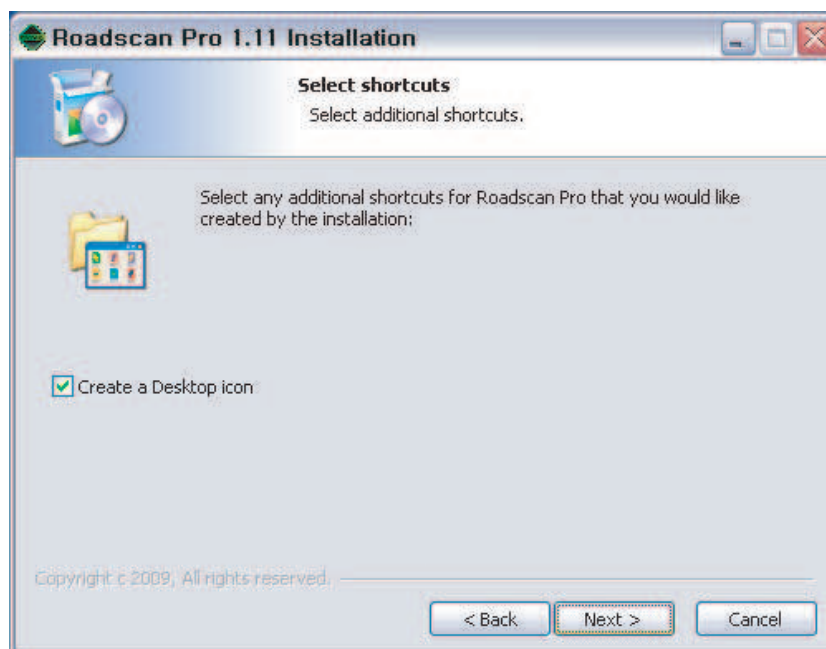 Roadscan Pro 1.11 Installation
Select shortcuts
Select additional shortcuts.
Select any additional shortcuts for Roadscan Pro that you would like
created by the installation:
Create a Desktop icon
Copyright c 2009, All rights reserved.
< Back
Next >
Cancel